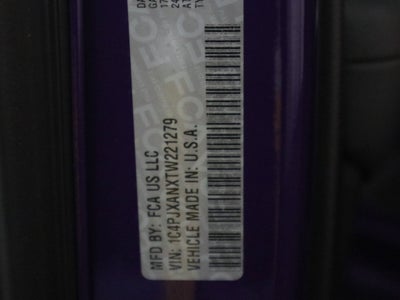 MFD BY: FCA US LLC
VIN: 1C4PJXANXTW221279
VEHICLE MADE IN: U.S.A.